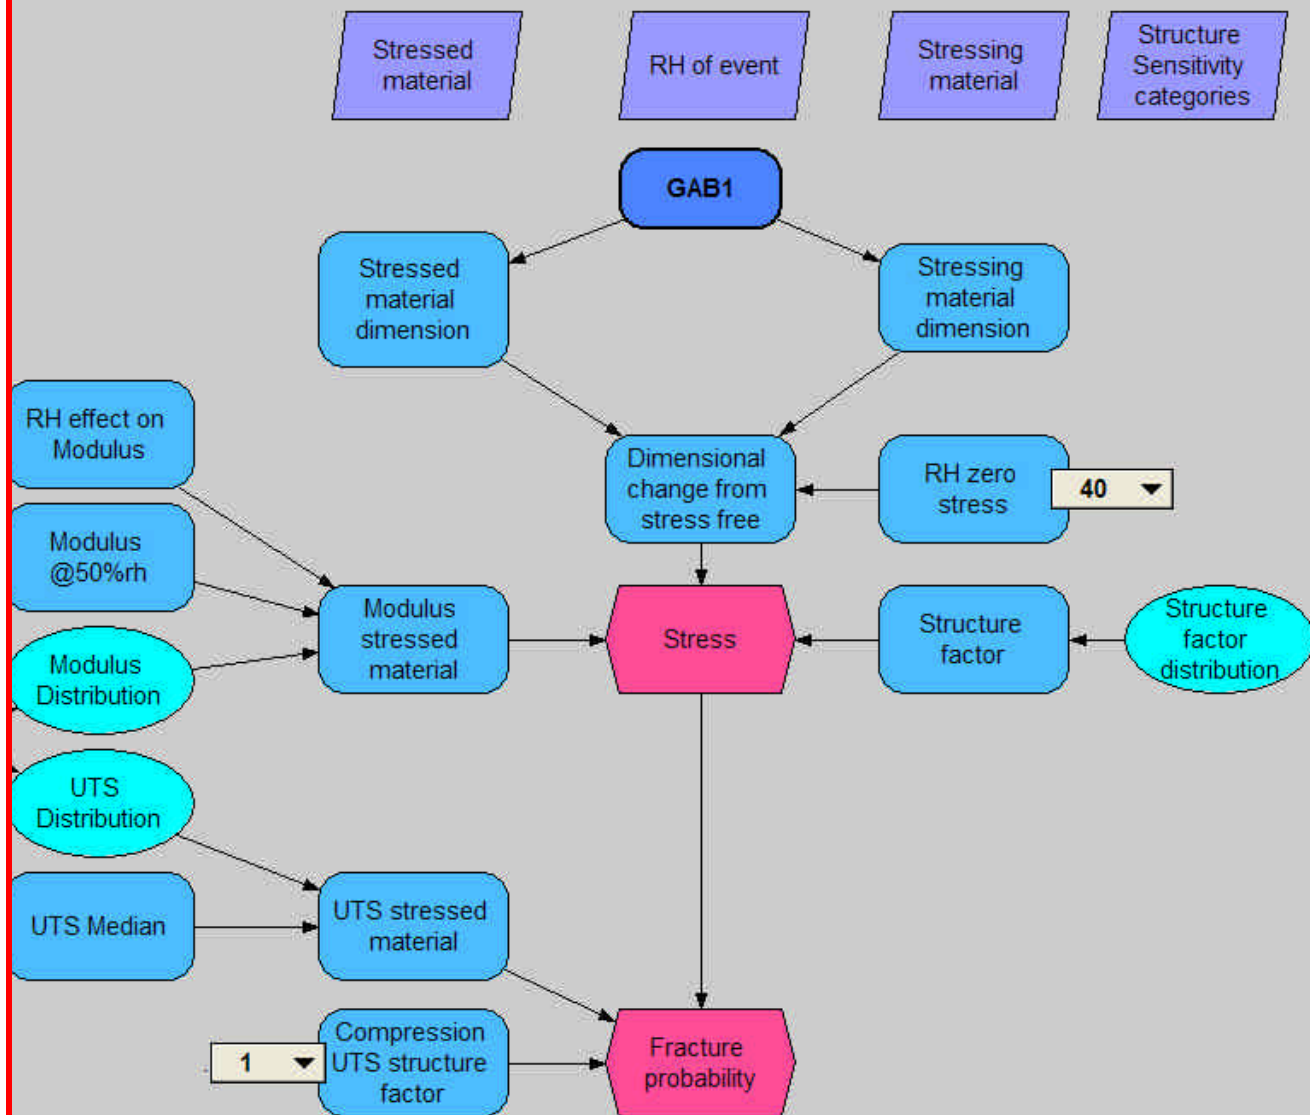 Stressed
material
RH of event
Stressing
material
Structure
Sensitivity
categories
GAB1
Stressed
material
dimension
Stressing
material
dimension
RH effect on
Modulus
Dimensional
change from
stress free
RH zero
stress
40
Modulus
@50%rh
Modulus
stressed
material
Stress
Structure
factor
Structure
factor
distribution
Modulus
Distribution
UTS
Distribution
UTS Median
UTS stressed
material
1
Compression
UTS structure
factor
Fracture
probability